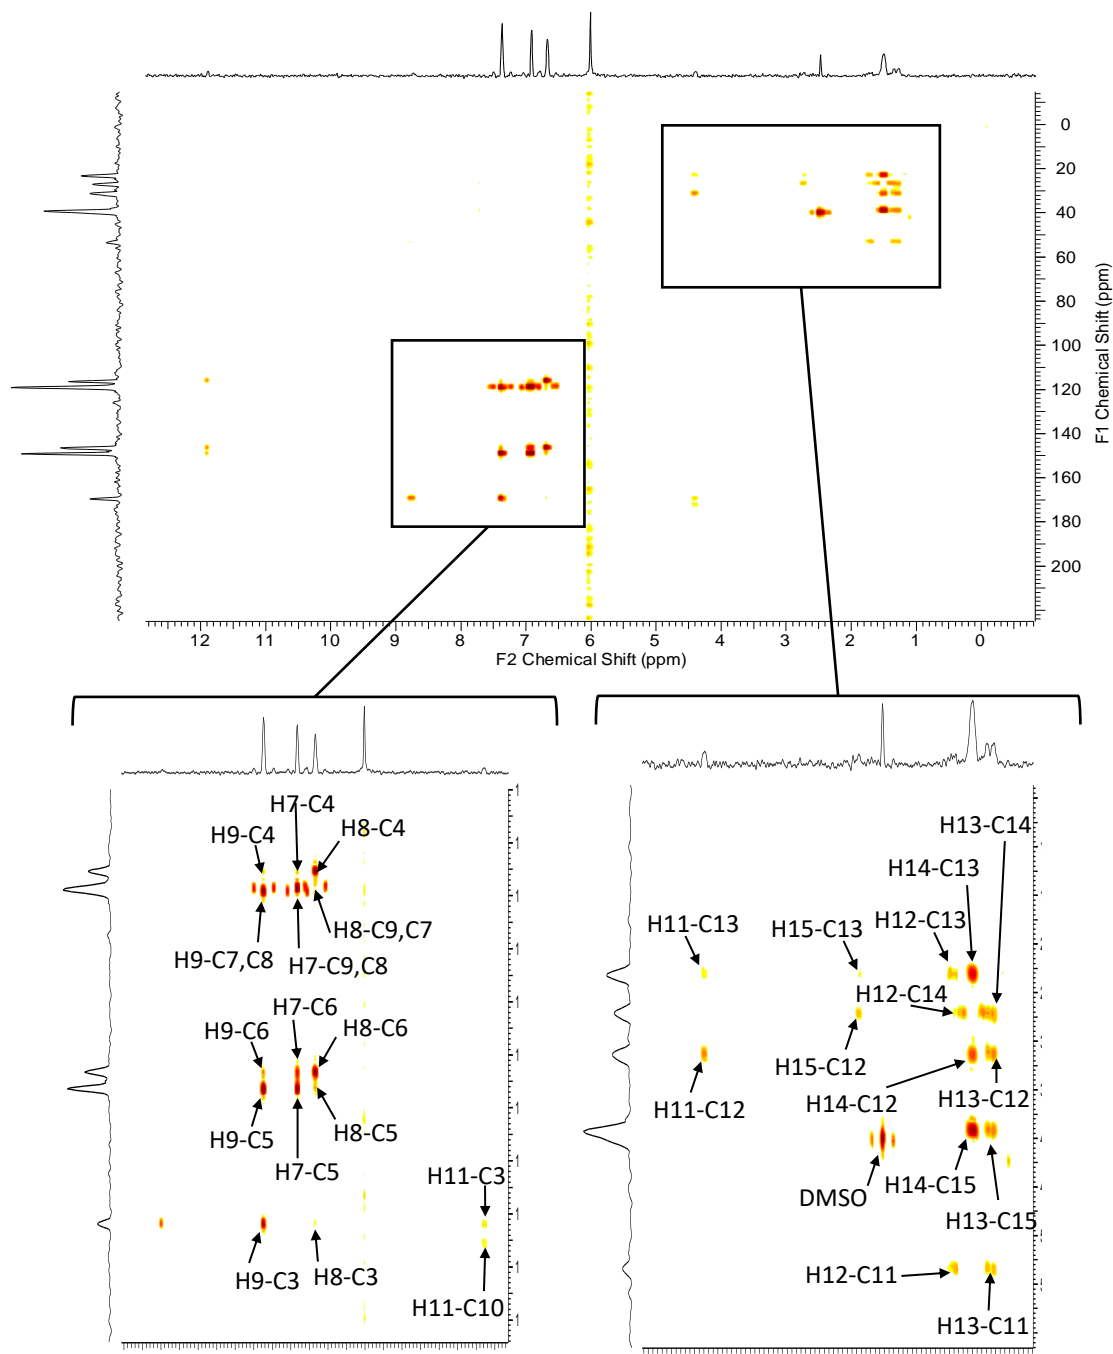 0
20
40
60
80
100
120
140
160
180
200
F1 Chemical Shift (ppm)
12 11 10 9 8 7 6 5 4 3 2 1 0
F2 Chemical Shift (ppm)
H7-C4
H9-C4
H8-C4
H8-C9,C7
H9-C7,C8
H7-C9,C8
H7-C6
H9-C6
H8-C6
H9-C5
H8-C5
H7-C5
H11-C3
H9-C3
H8-C3
H11-C10
H13-C14
H14-C13
H12-C13
H11-C13
H15-C13
H12-C14
H15-C12
H11-C12
H14-C12
H13-C12
DMSO
H14-C15
H13-C15
H12-C11
H13-C11